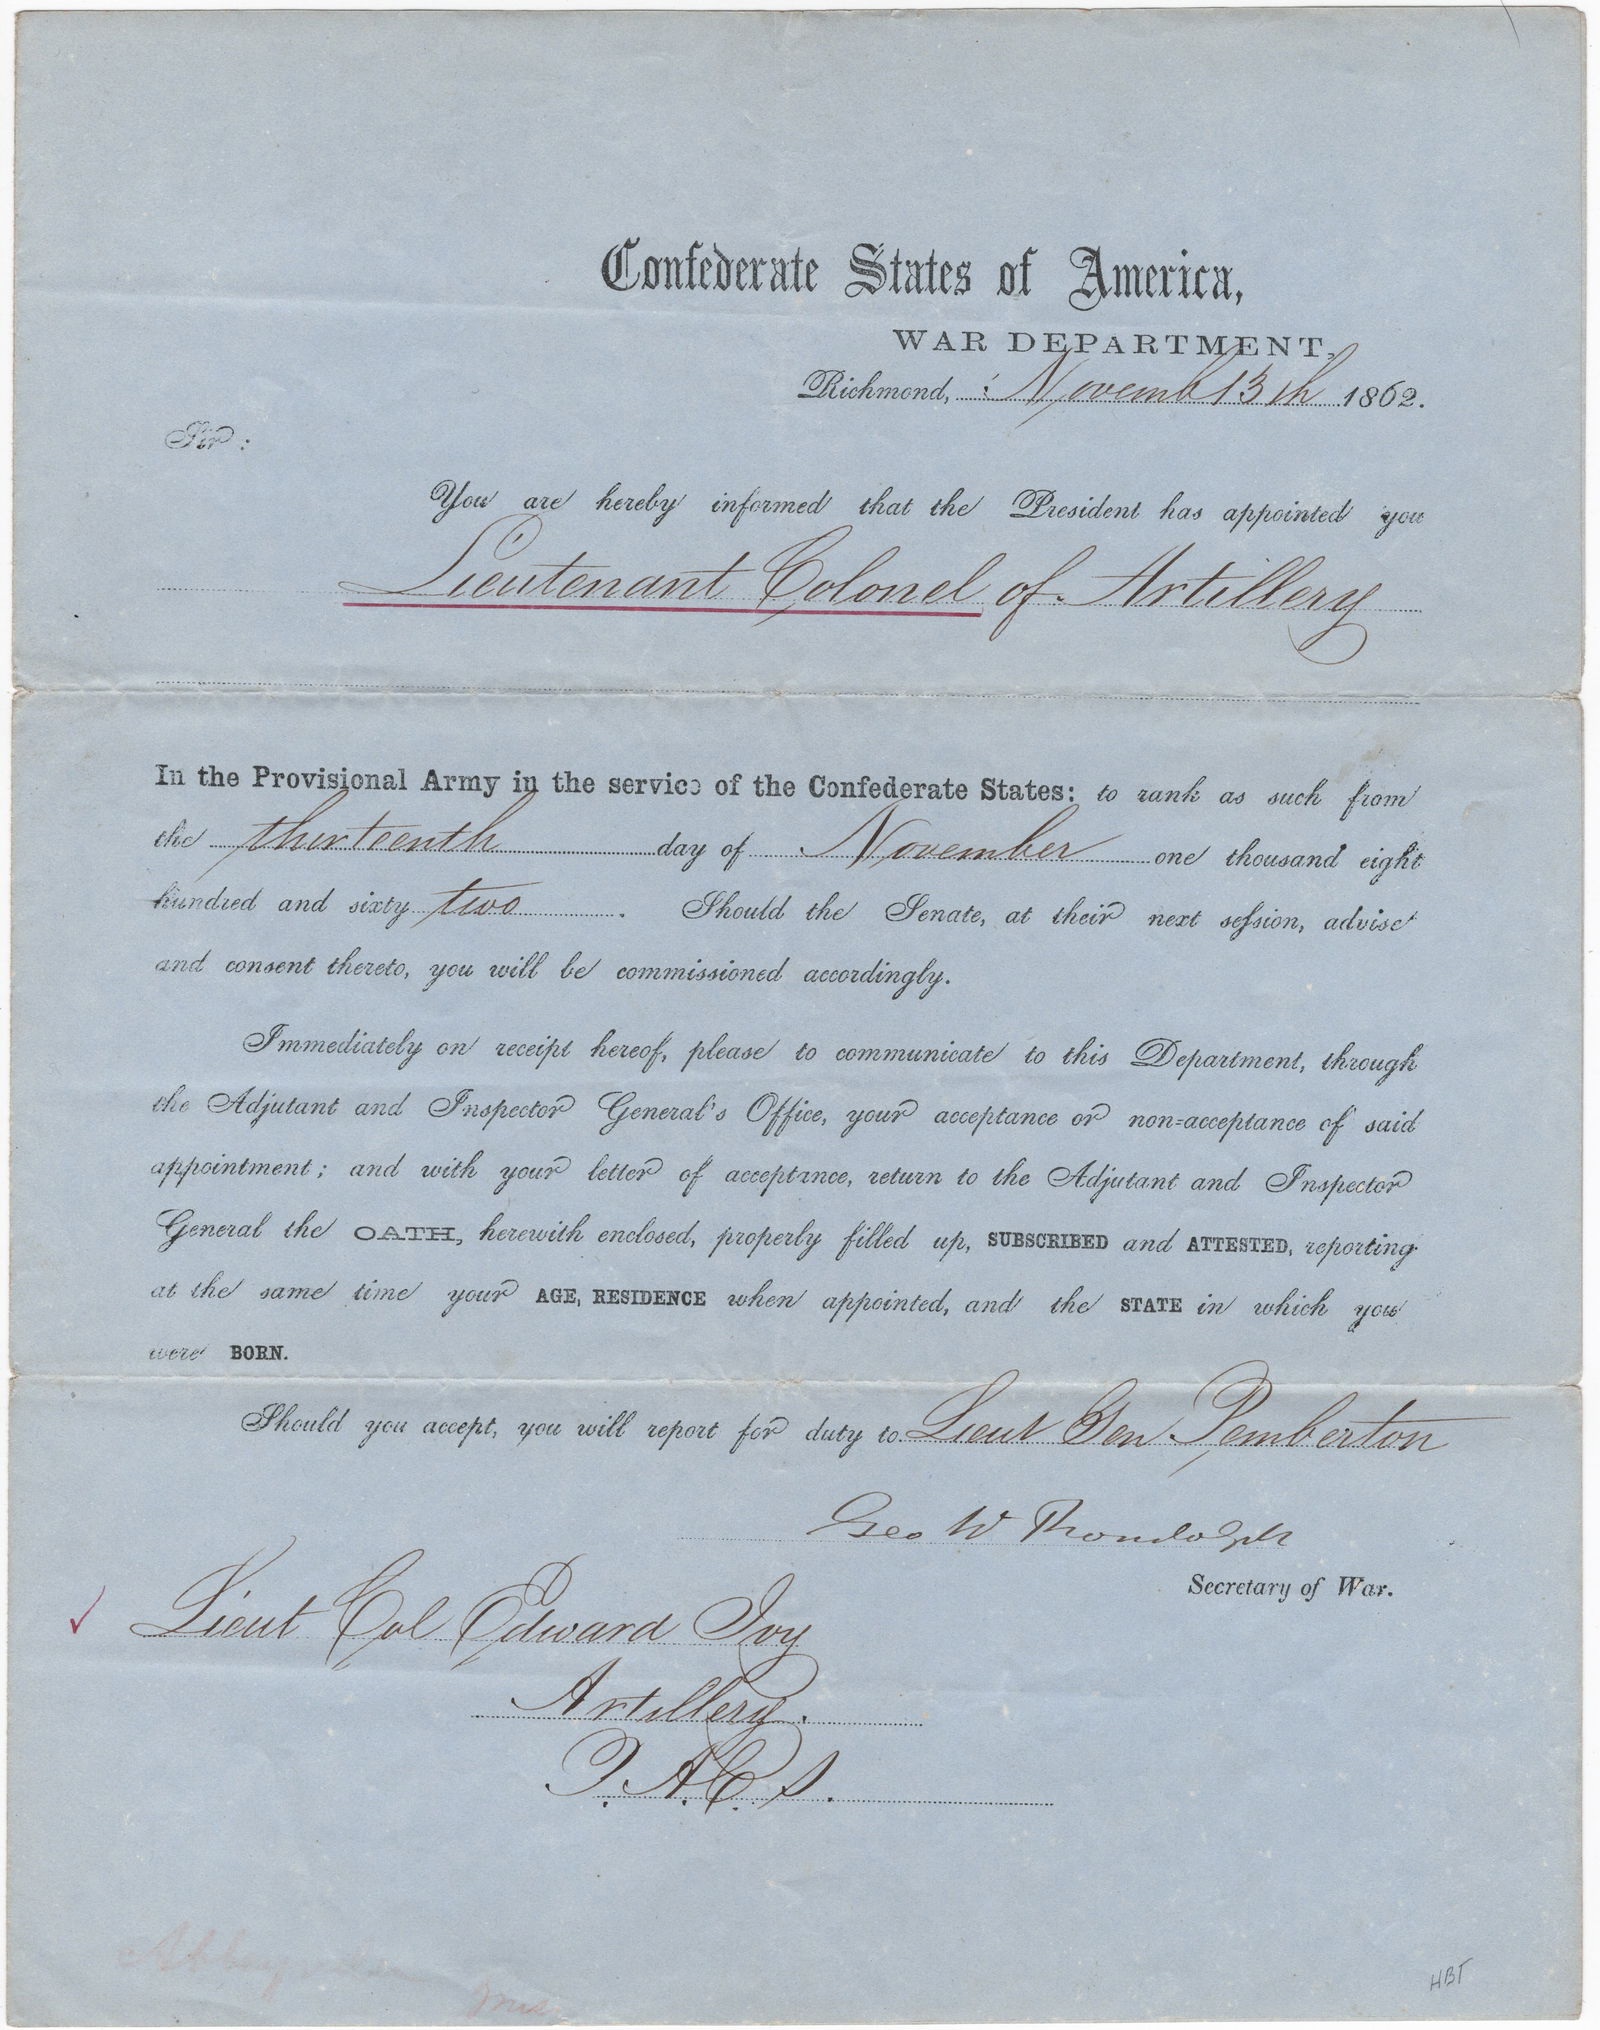 Confederate States of America,
WAR DEPARTMENT,
Richmond, Novemb 13th 1862.
Sir:
You are hereby informed that the President has appointed you
Lieutenant Colonel of Artillery
In the Provisional Army in the service of the Confederate States: to rank as such from
the thirteenth day of November one thousand eight
hundred and sixty two. Should the Senate, at their next session, advise
and consent thereto, you will be commissioned accordingly.
Immediately on receipt hereof, please to communicate to this Department, through
the Adjutant and Inspector General's Office, your acceptance or non-acceptance of said
appointment; and with your letter of acceptance, return to the Adjutant and Inspector
General the OATH, herewith enclosed, properly filled up, SUBSCRIBED and ATTESTED, reporting
at the same time your AGE, RESIDENCE when appointed, and the STATE in which you
were BORN.
Should you accept, you will report for duty to Lieut Gen Pemberton
Geo W Randolph
Secretary of War.
Lieut Col Edward Ivy
Artillery.
P.A.C.S.
Miss
HBT